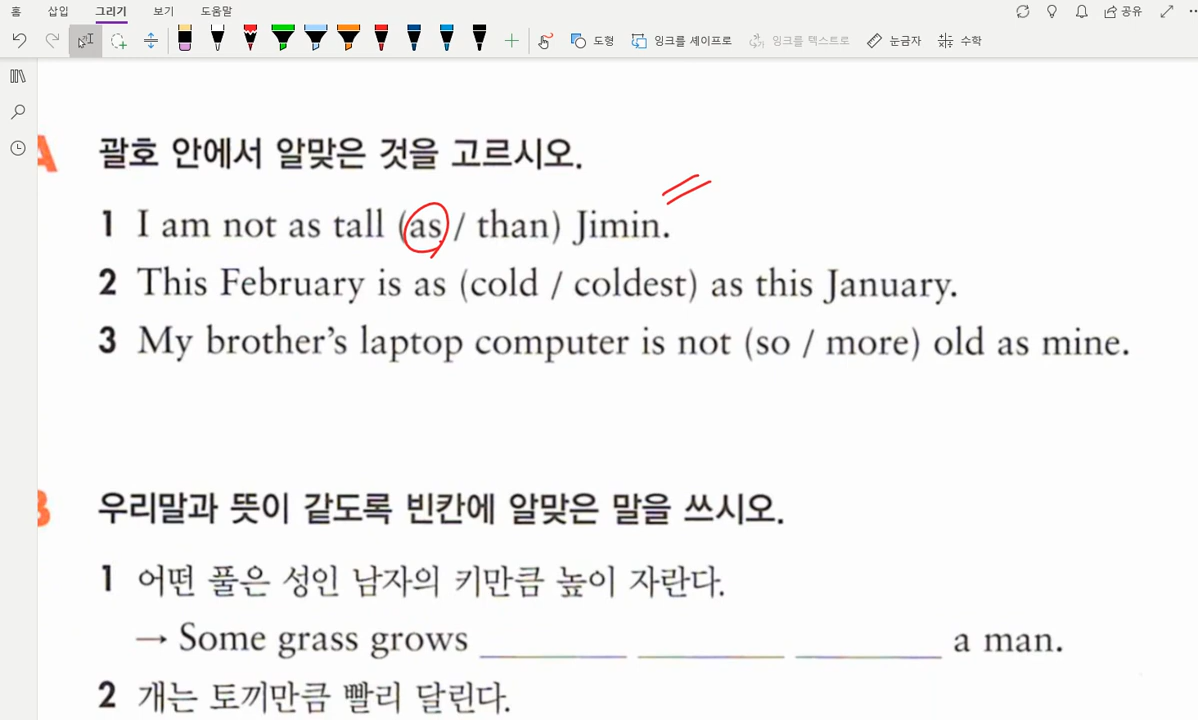 홈 삽입 그리기 보기 도움말 공유
도형 잉크를 셰이프로 잉크를 텍스트로 눈금자 수학
A 괄호 안에서 알맞은 것을 고르시오.
1 I am not as tall (as / than) Jimin.
2 This February is as (cold / coldest) as this January.
3 My brother's laptop computer is not (so / more) old as mine.
B 우리말과 뜻이 같도록 빈칸에 알맞은 말을 쓰시오.
1 어떤 풀은 성인 남자의 키만큼 높이 자란다.
→ Some grass grows ______ ______ ______ a man.
2 개는 토끼만큼 빨리 달린다.